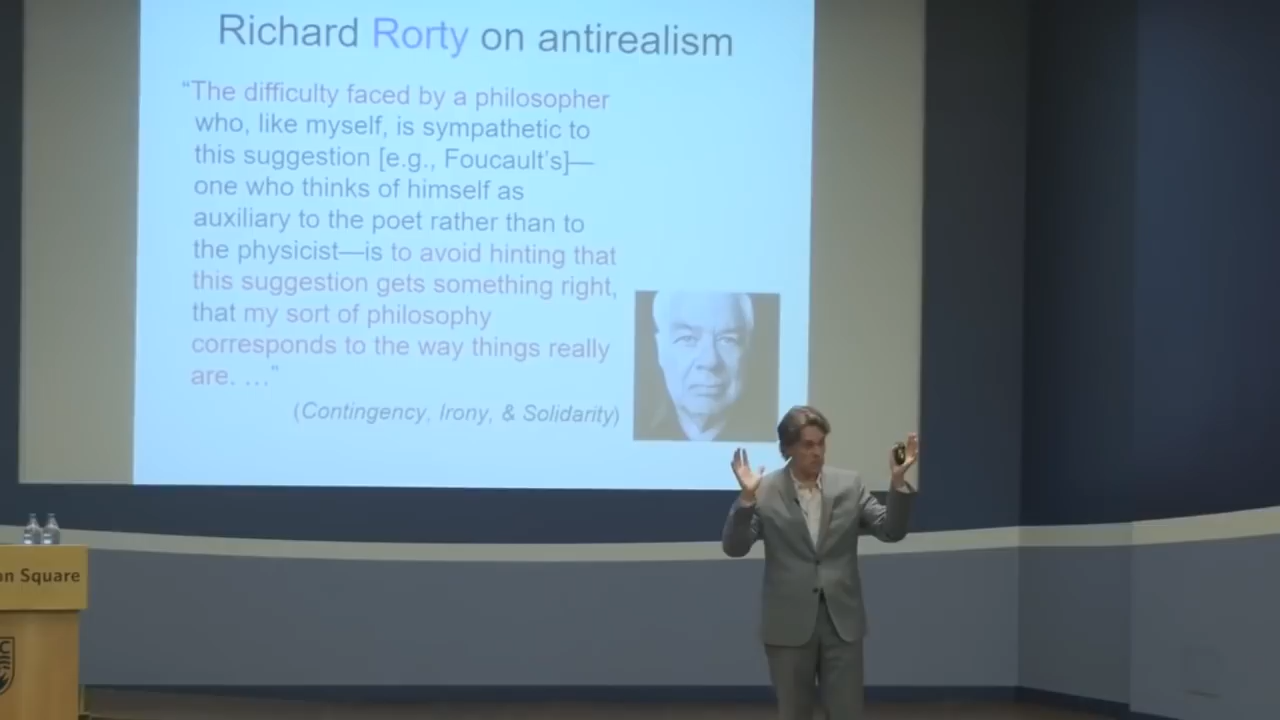 Richard Rorty on antirealism
“The difficulty faced by a philosopher
who, like myself, is sympathetic to
this suggestion [e.g., Foucault’s]—
one who thinks of himself as
auxiliary to the poet rather than to
the physicist—is to avoid hinting that
this suggestion gets something right,
that my sort of philosophy
corresponds to the way things really
are. …”
(Contingency, Irony, & Solidarity)
on Square